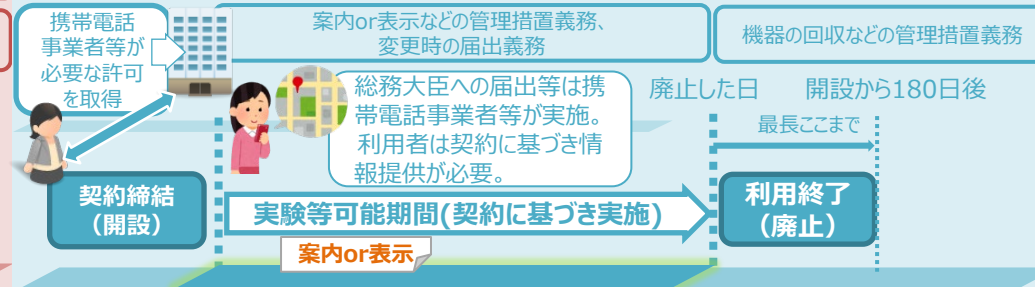 携帯電話
事業者等が
必要な許可
を取得
案内or表示などの管理措置義務、
変更時の届出義務
機器の回収などの管理措置義務
総務大臣への届出等は携
帯電話事業者等が実施。
利用者は契約に基づき情
報提供が必要。
廃止した日
開設から180日後
最長ここまで
契約締結
（開設）
実験等可能期間(契約に基づき実施)
利用終了
（廃止）
案内or表示